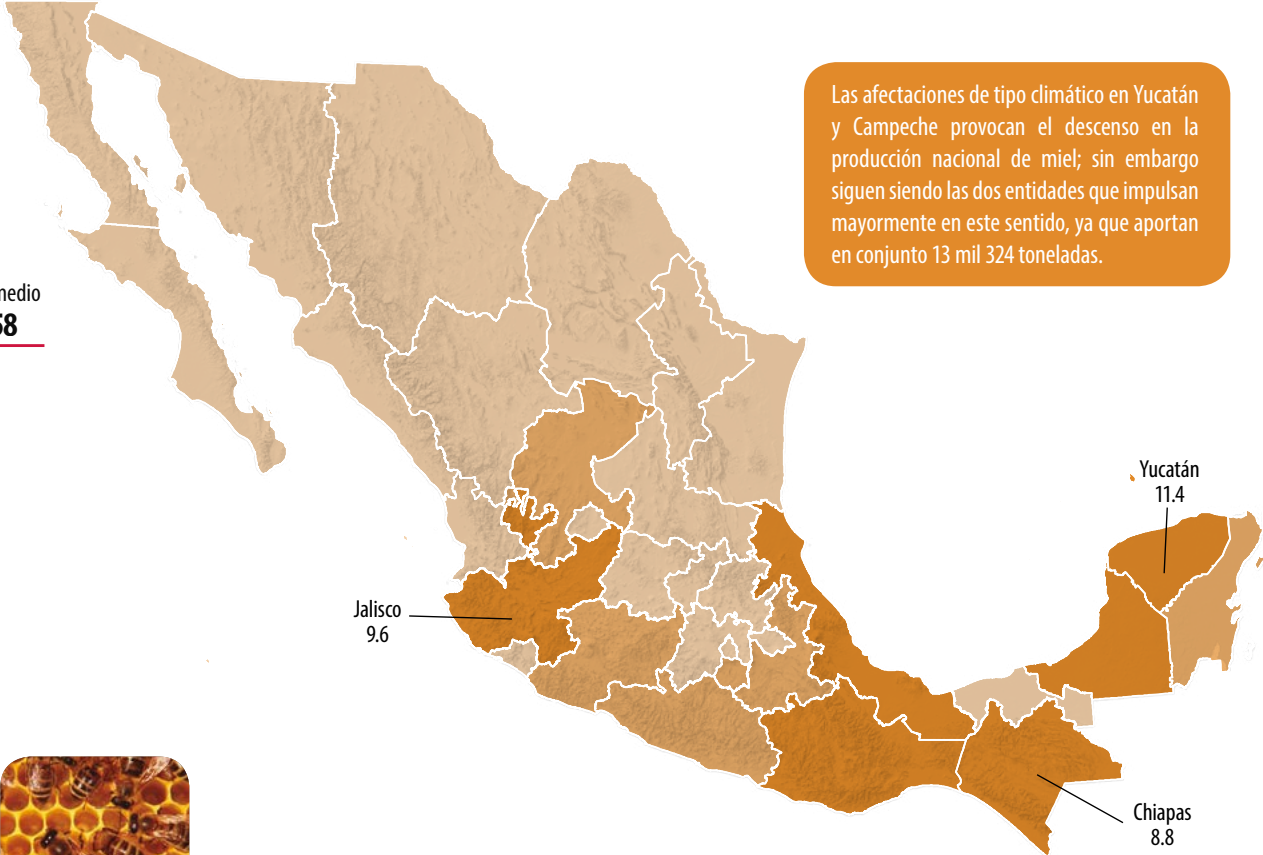 Las afectaciones de tipo climático en Yucatán
y Campeche provocan el descenso en la
producción nacional de miel; sin embargo
siguen siendo las dos entidades que impulsan
mayormente en este sentido, ya que aportan
en conjunto 13 mil 324 toneladas.
Yucatán
11.4
Jalisco
9.6
Chiapas
8.8